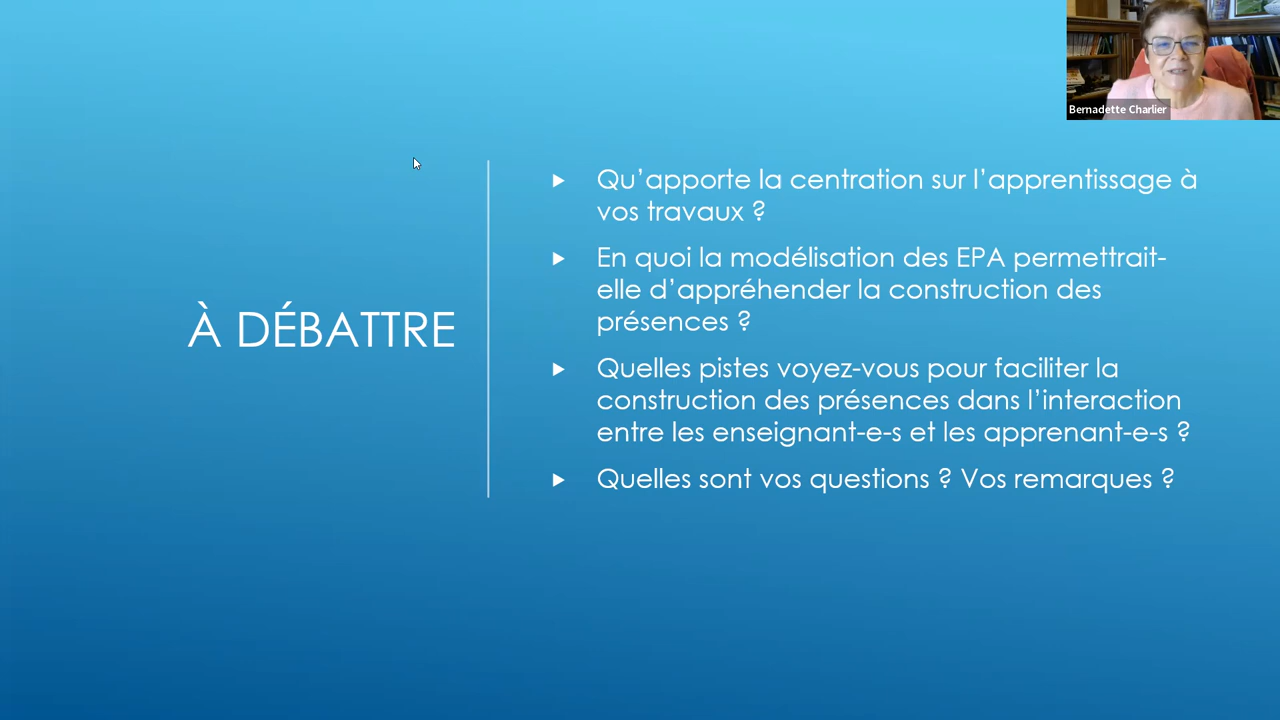 Bernadette Charlier
À DÉBATTRE
Qu’apporte la centration sur l’apprentissage à
vos travaux ?
En quoi la modélisation des EPA permettrait-
elle d’appréhender la construction des
présences ?
Quelles pistes voyez-vous pour faciliter la
construction des présences dans l’interaction
entre les enseignant-e-s et les apprenant-e-s ?
Quelles sont vos questions ? Vos remarques ?